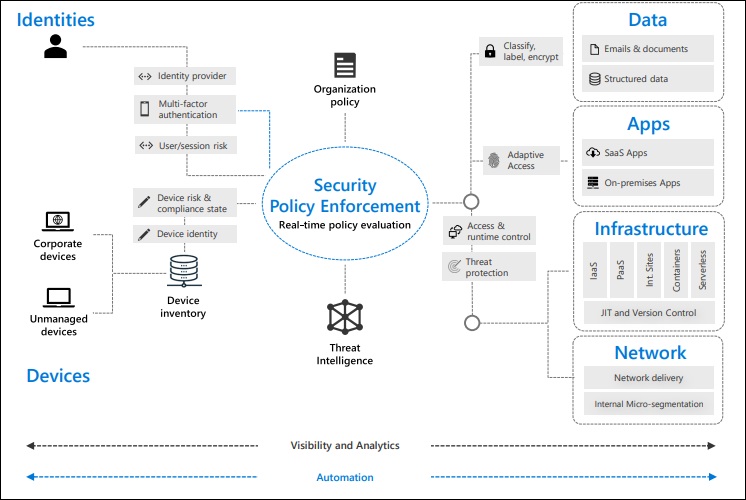 Identities
Identity provider
Multi-factor
authentication
User/session risk
Device risk &
compliance state
Device identity
Corporate
devices
Unmanaged
devices
Device
inventory
Devices
Organization
policy
Security
Policy Enforcement
Real-time policy evaluation
Threat
Intelligence
Classify,
label, encrypt
Adaptive
Access
Access &
runtime control
Threat
protection
Data
Emails & documents
Structured data
Apps
SaaS Apps
On-premises Apps
Infrastructure
IaaS
PaaS
Int. Sites
Containers
Serverless
JIT and Version Control
Network
Network delivery
Internal Micro-segmentation
Visibility and Analytics
Automation